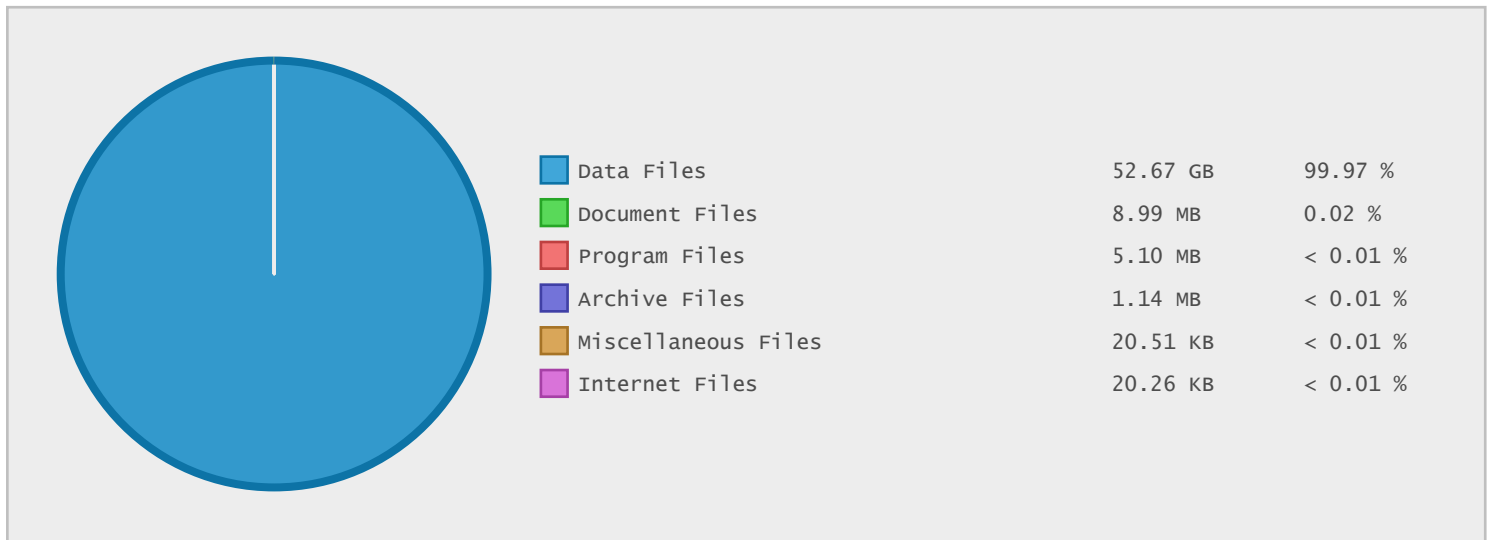 Data Files 52.67 GB 99.97 %
Document Files 8.99 MB 0.02 %
Program Files 5.10 MB < 0.01 %
Archive Files 1.14 MB < 0.01 %
Miscellaneous Files 20.51 KB < 0.01 %
Internet Files 20.26 KB < 0.01 %